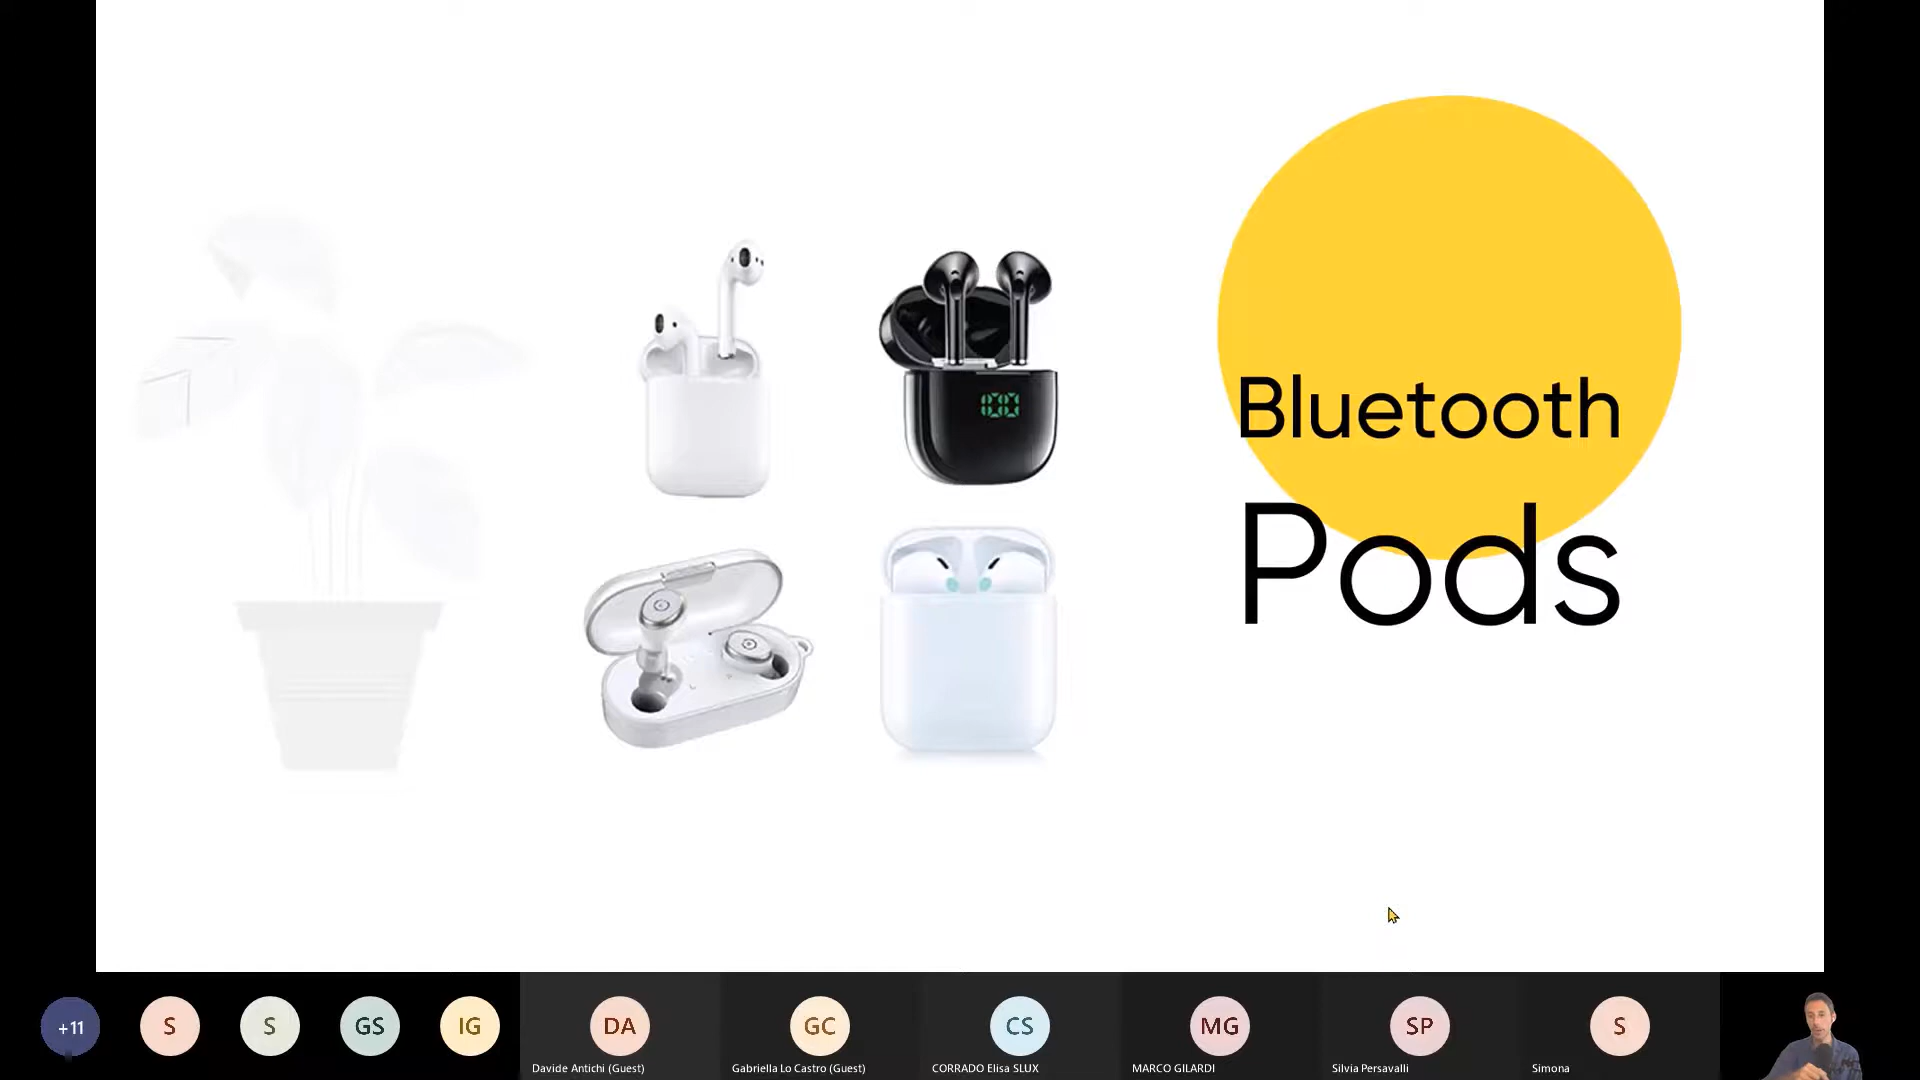 100
Bluetooth
Pods
+11
S
S
GS
IG
DA
GC
CS
MG
SP
S
Davide Antichi (Guest)
Gabriella Lo Castro (Guest)
CORRADO Elisa SLUX
MARCO GILARDI
Silvia Persavalli
Simona